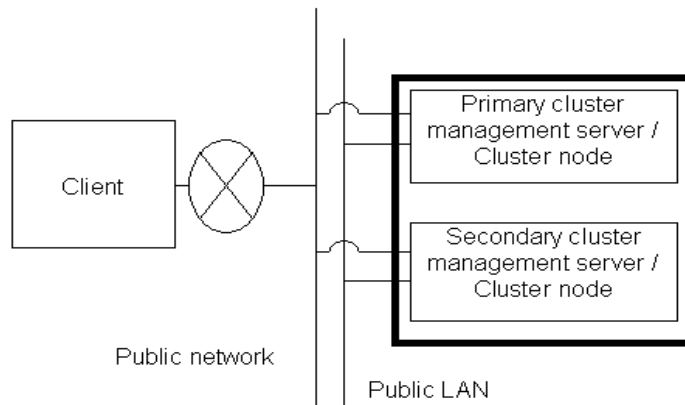 Client
Primary cluster
management server /
Cluster node
Secondary cluster
management server /
Cluster node
Public network
Public LAN